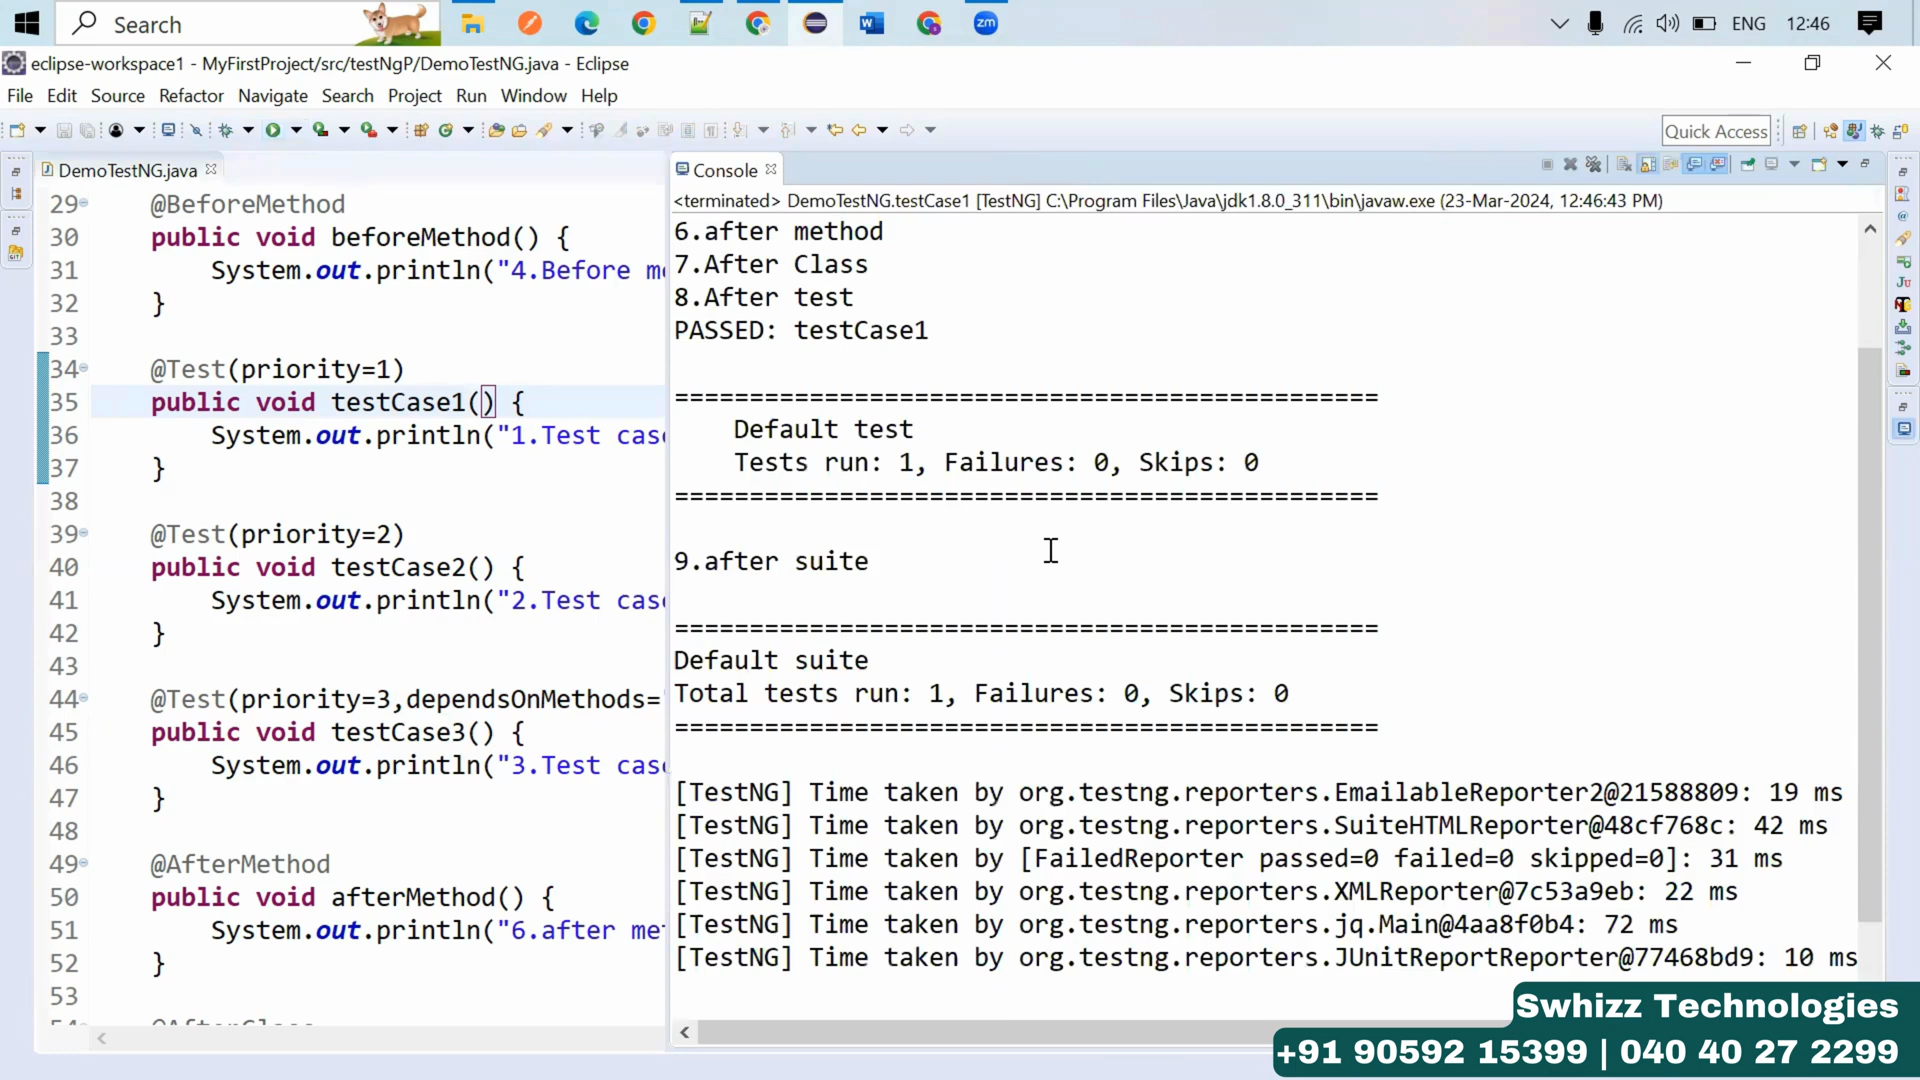 Search
zm
ENG
12:46
eclipse-workspace1 - MyFirstProject/src/testNgP/DemoTestNG.java - Eclipse
File Edit Source Refactor Navigate Search Project Run Window Help
Quick Access
DemoTestNG.java
29 @BeforeMethod
30 public void beforeMethod() {
31 System.out.println("4.Before me
32 }
33
34 @Test(priority=1)
35 public void testCase1() {
36 System.out.println("1.Test case
37 }
38
39 @Test(priority=2)
40 public void testCase2() {
41 System.out.println("2.Test case
42 }
43
44 @Test(priority=3,dependsOnMethods="
45 public void testCase3() {
46 System.out.println("3.Test case
47 }
48
49 @AfterMethod
50 public void afterMethod() {
51 System.out.println("6.after met
52 }
53
54 @AfterClass
Console
<terminated> DemoTestNG.testCase1 [TestNG] C:\Program Files\Java\jdk1.8.0_311\bin\javaw.exe (23-Mar-2024, 12:46:43 PM)
6.after method
7.After Class
8.After test
PASSED: testCase1
===============================================
Default test
Tests run: 1, Failures: 0, Skips: 0
===============================================
9.after suite
===============================================
Default suite
Total tests run: 1, Failures: 0, Skips: 0
===============================================
[TestNG] Time taken by org.testng.reporters.EmailableReporter2@21588809: 19 ms
[TestNG] Time taken by org.testng.reporters.SuiteHTMLReporter@48cf768c: 42 ms
[TestNG] Time taken by [FailedReporter passed=0 failed=0 skipped=0]: 31 ms
[TestNG] Time taken by org.testng.reporters.XMLReporter@7c53a9eb: 22 ms
[TestNG] Time taken by org.testng.reporters.jq.Main@4aa8f0b4: 72 ms
[TestNG] Time taken by org.testng.reporters.JUnitReportReporter@77468bd9: 10 ms
Swhizz Technologies
+91 90592 15399 | 040 40 27 2299